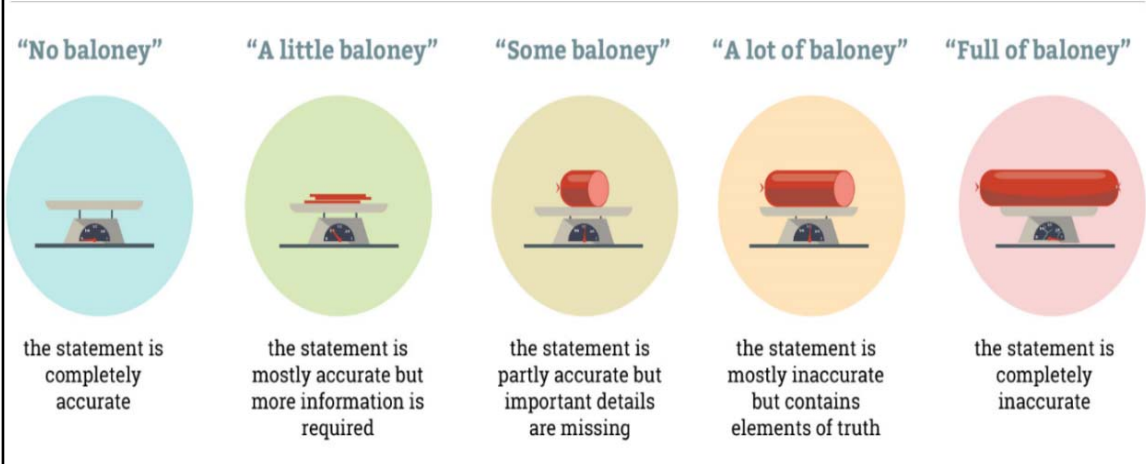 “No baloney”
“A little baloney”
“Some baloney”
“A lot of baloney”
“Full of baloney”
the statement is
completely
accurate
the statement is
mostly accurate but
more information is
required
the statement is
partly accurate but
important details
are missing
the statement is
mostly inaccurate
but contains
elements of truth
the statement is
completely
inaccurate